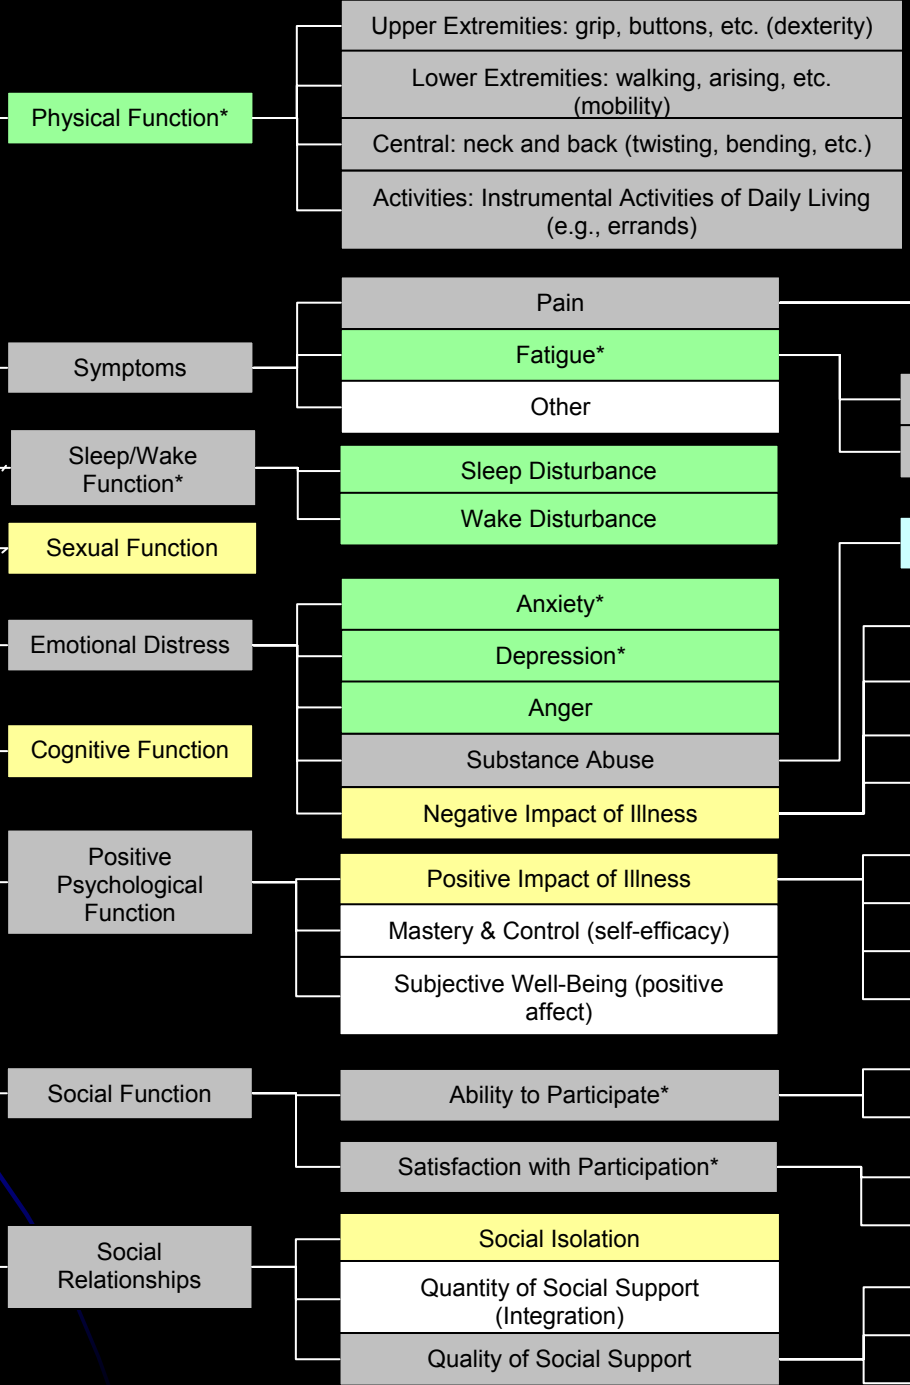 Physical Function*
Upper Extremities: grip, buttons, etc. (dexterity)
Lower Extremities: walking, arising, etc.
(mobility)
Central: neck and back (twisting, bending, etc.)
Activities: Instrumental Activities of Daily Living
(e.g., errands)
Symptoms
Pain
Fatigue*
Other
Sleep/Wake
Function*
Sleep Disturbance
Wake Disturbance
Sexual Function
Emotional Distress
Anxiety*
Depression*
Anger
Substance Abuse
Negative Impact of Illness
Cognitive Function
Positive
Psychological
Function
Positive Impact of Illness
Mastery & Control (self-efficacy)
Subjective Well-Being (positive
affect)
Social Function
Ability to Participate*
Satisfaction with Participation*
Social
Relationships
Social Isolation
Quantity of Social Support
(Integration)
Quality of Social Support